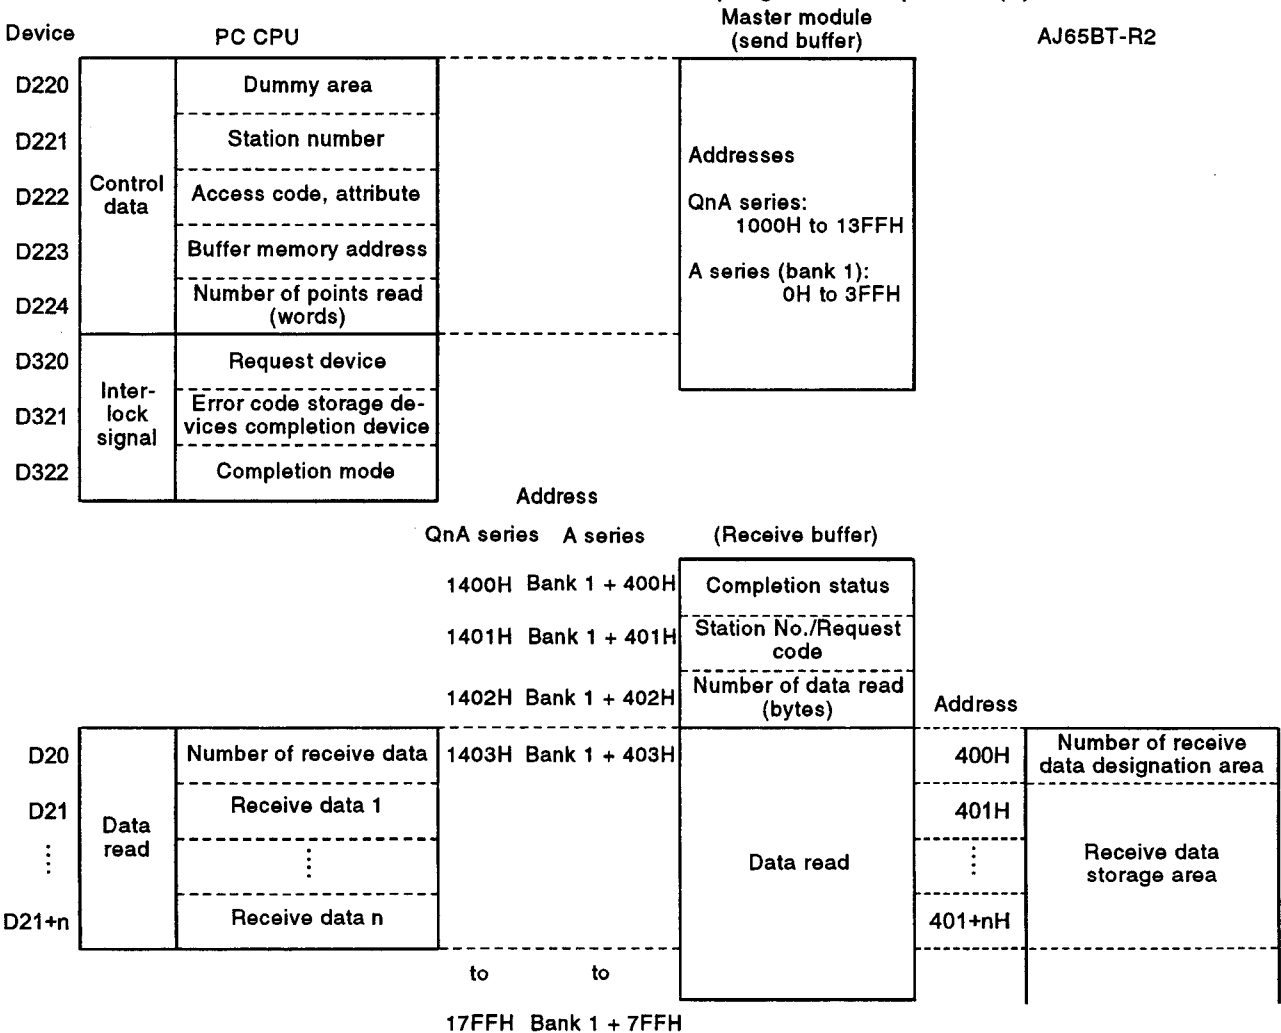 Master module
(send buffer)
Device
PC CPU
AJ65BT-R2
D220
Dummy area
D221
Station number
Control
data
D222
Access code, attribute
D223
Buffer memory address
D224
Number of points read
(words)
Addresses
QnA series:
1000H to 13FFH
A series (bank 1):
0H to 3FFH
D320
Request device
Inter-
lock
signal
D321
Error code storage de-
vices completion device
D322
Completion mode
Address
QnA series A series
(Receive buffer)
1400H Bank 1 + 400H
Completion status
1401H Bank 1 + 401H
Station No./Request
code
1402H Bank 1 + 402H
Number of data read
(bytes)
Address
D20
Number of receive data
1403H Bank 1 + 403H
400H
Number of receive
data designation area
D21
Receive data 1
401H
Data
read
Data read
Receive data
storage area
D21+n
Receive data n
401+nH
to to
17FFH Bank 1 + 7FFH